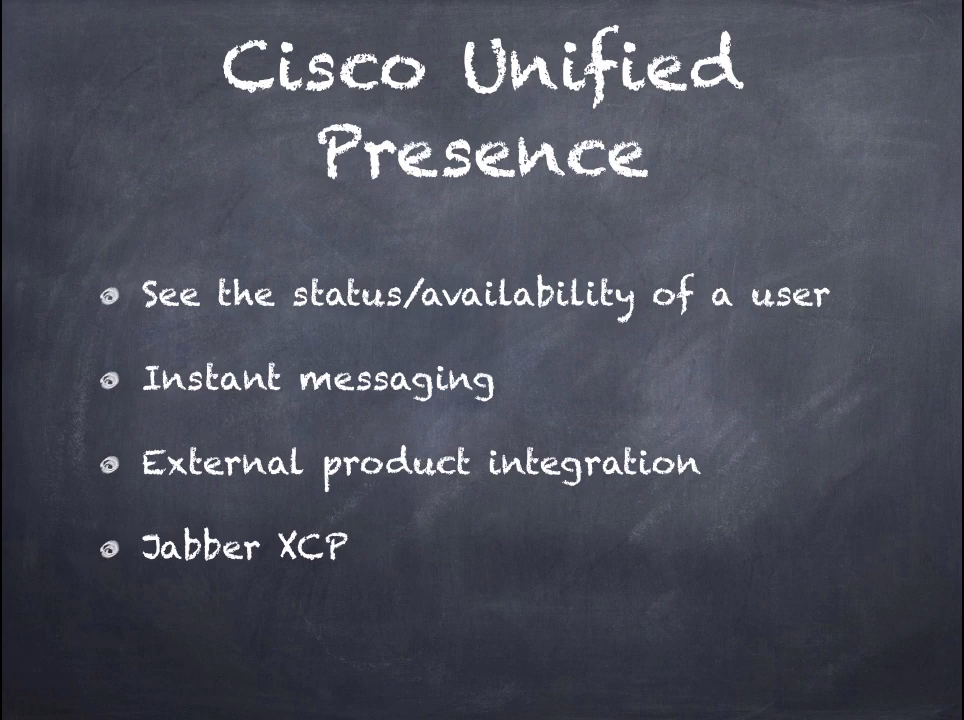 Cisco Unified
Presence
See the status/availability of a user
Instant messaging
External product integration
Jabber XCP